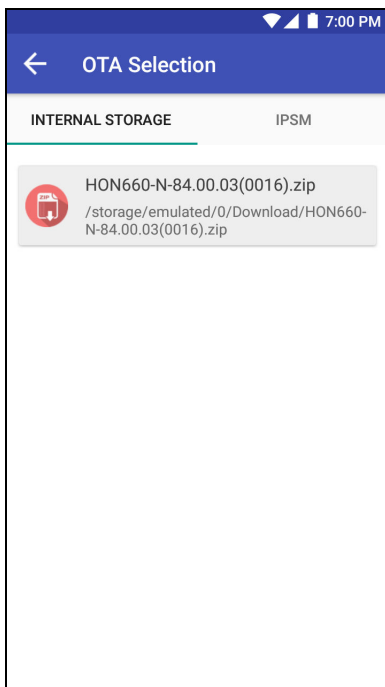 7:00 PM
OTA Selection
INTERNAL STORAGE IPSM
ZIP
HON660-N-84.00.03(0016).zip
/storage/emulated/0/Download/HON660-
N-84.00.03(0016).zip